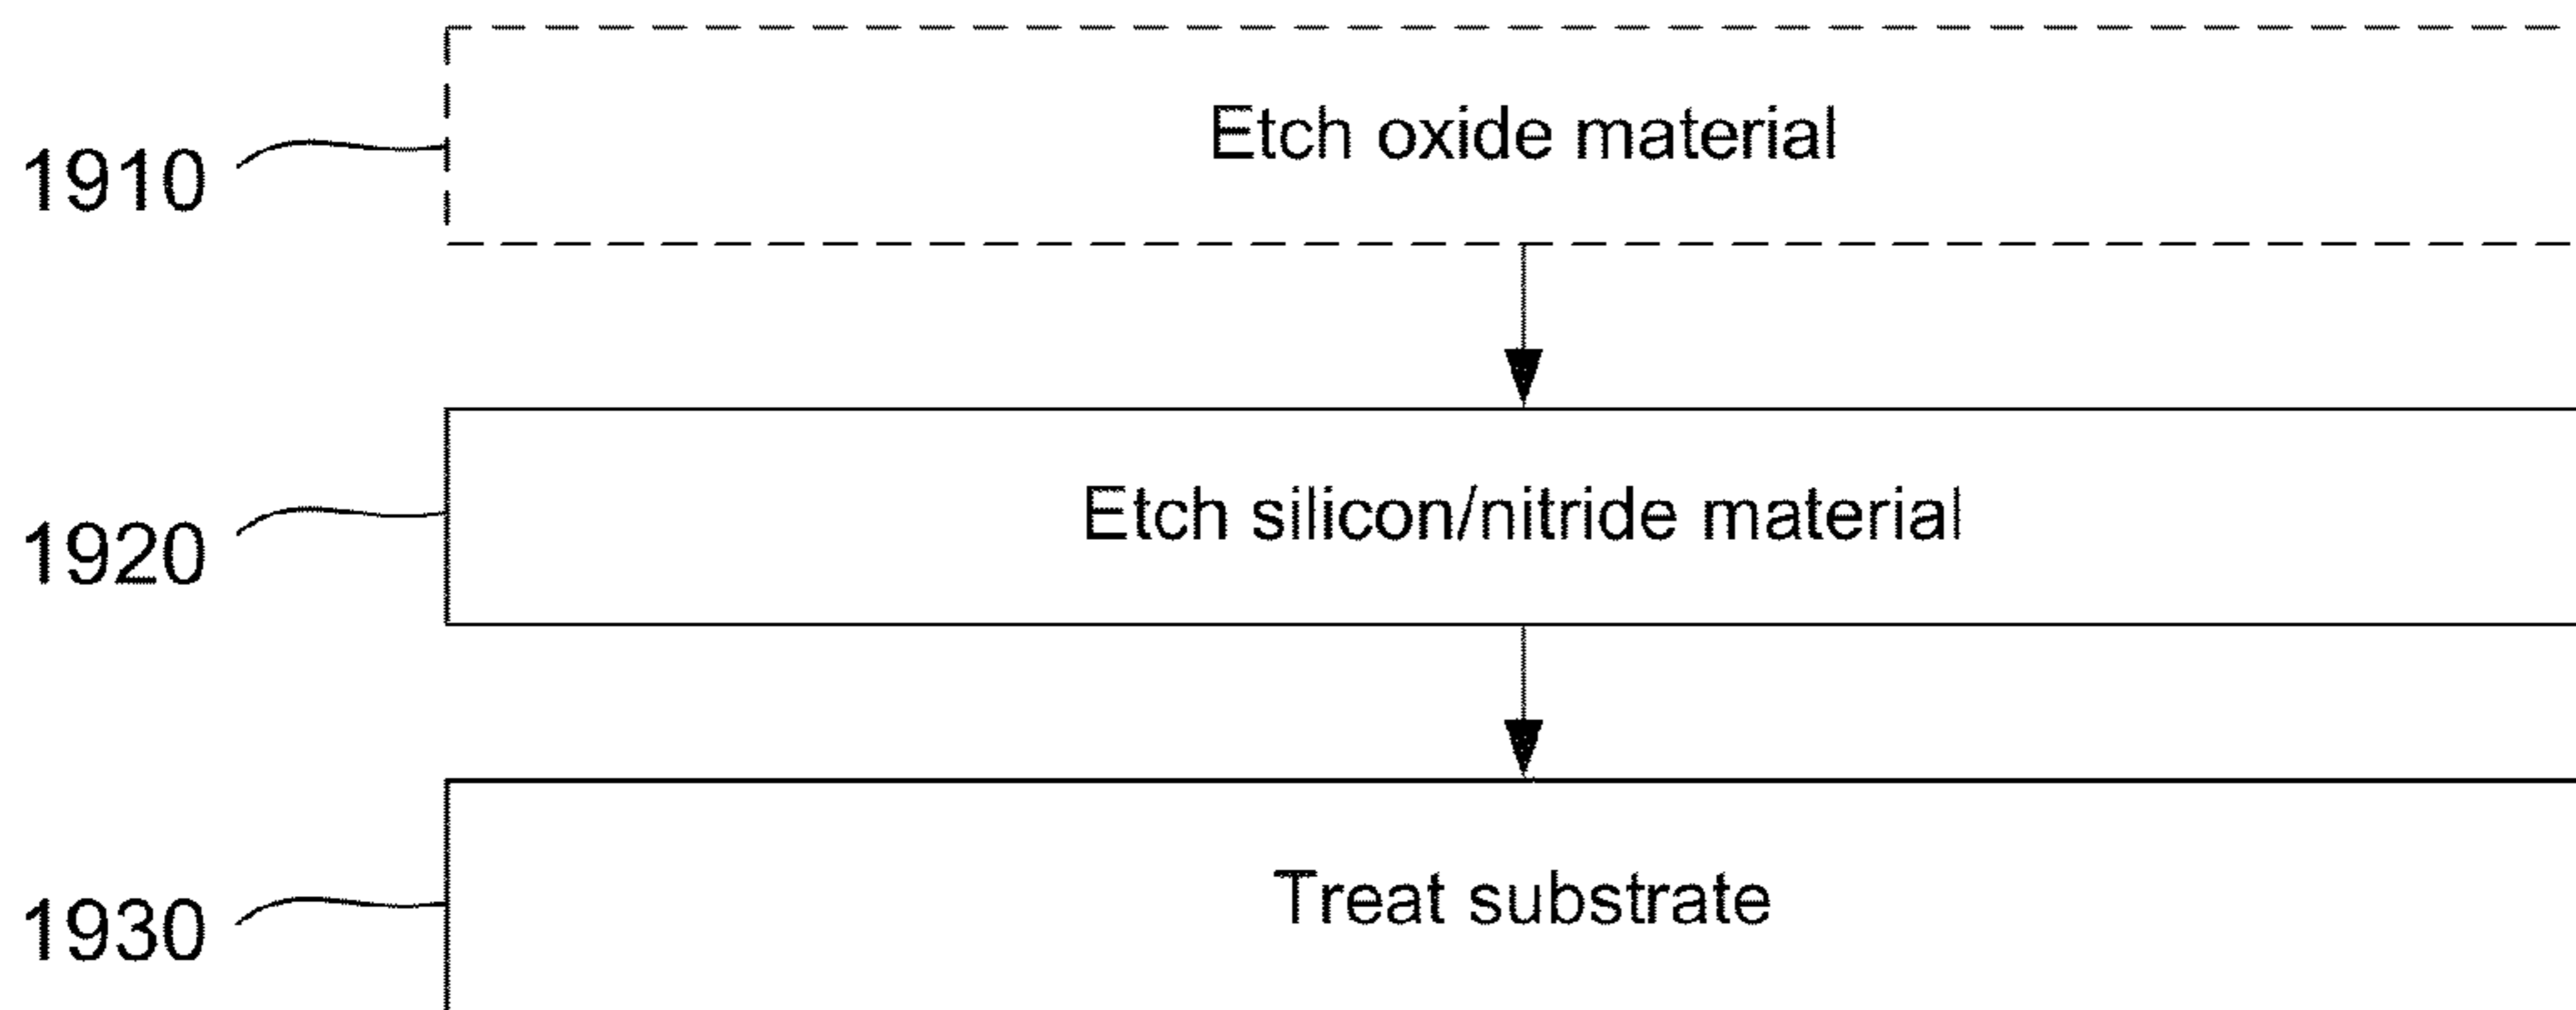 Etch oxide material
1910
Etch silicon/nitride material
1920
Treat substrate
1930